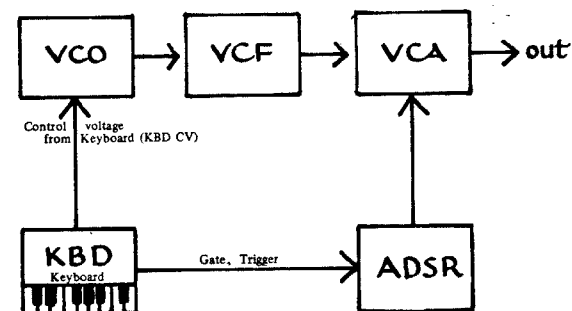 VCO
VCF
VCA
out
Control voltage
from Keyboard (KBD CV)
KBD
Keyboard
Gate, Trigger
ADSR